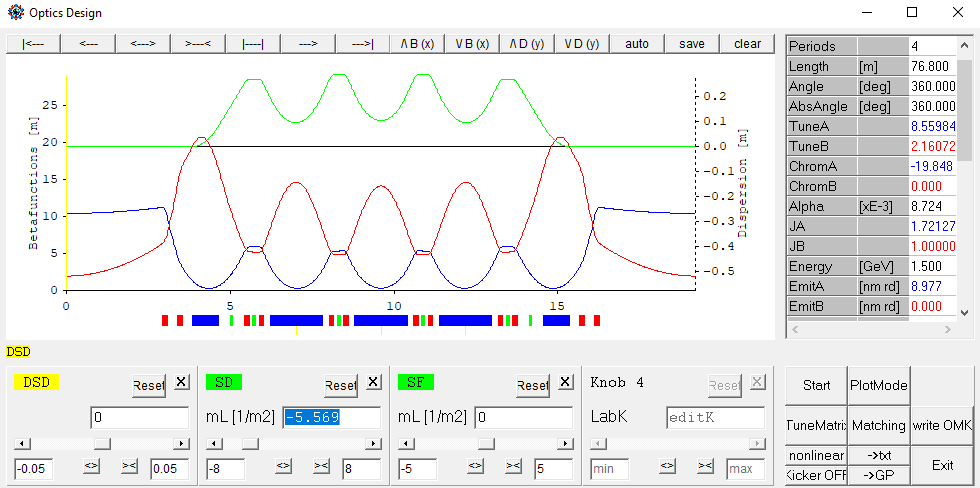 Optics Design
|<--- <--- <---> >---< |----| ---> --->| /\ B (x) \/ B (x) /\ D (y) \/ D (y) auto save clear
Periods 4
Length [m] 76.800
Angle [deg] 360.000
AbsAngle [deg] 360.000
TuneA 8.55984
TuneB 2.16072
ChromA -19.848
ChromB 0.000
Alpha [xE-3] 8.724
JA 1.72127
JB 1.00000
Energy [GeV] 1.500
EmitA [nm rd] 8.977
EmitB [nm rd] 0.000
Betafunctions [m]
25
20
15
10
5
0
0 5 10 15
0.2
0.1
0.0
-0.1
-0.2
-0.3
-0.4
-0.5
Dispersion [m]
DSD
DSD Reset X
0
-0.05 <> >< 0.05
SD Reset X
mL [1/m2] -5.569
-8 <> >< 8
SF Reset X
mL [1/m2] 0
-5 <> >< 5
Knob 4 Reset X
LabK editK
min <> >< max
Start PlotMode
TuneMatrix Matching write OMK
nonlinear ->txt
Kicker OFF ->GP Exit